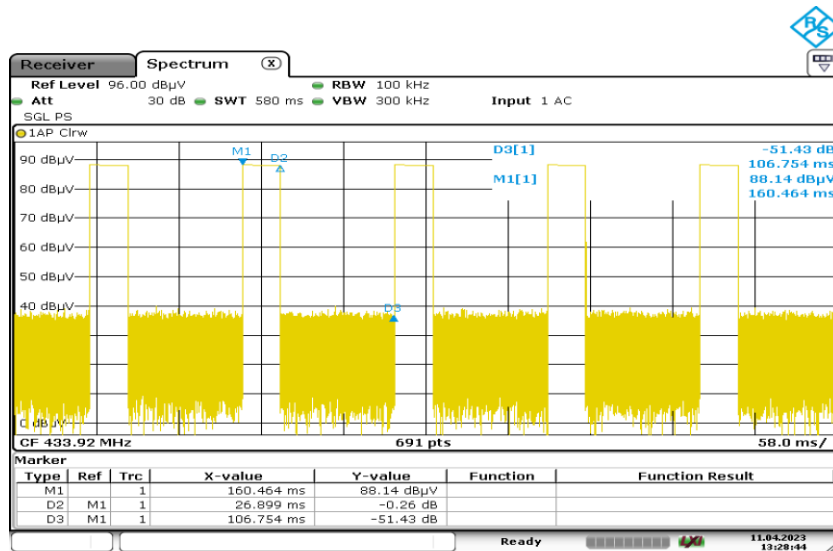 R&S
Receiver Spectrum X
Ref Level 96.00 dBµV RBW 100 kHz
Att 30 dB SWT 580 ms VBW 300 kHz Input 1 AC
SGL PS
1AP Clrw
D3[1] -51.43 dB
106.754 ms
M1[1] 88.14 dBµV
160.464 ms
M1
D2
D3
90 dBµV
80 dBµV
70 dBµV
60 dBµV
50 dBµV
40 dBµV
0 dBµV
CF 433.92 MHz 691 pts 58.0 ms/
Marker
Type Ref Trc X-value Y-value Function Function Result
M1 1 160.464 ms 88.14 dBµV
D2 M1 1 26.899 ms -0.26 dB
D3 M1 1 106.754 ms -51.43 dB
Ready LXI 11.04.2023
13:28:44